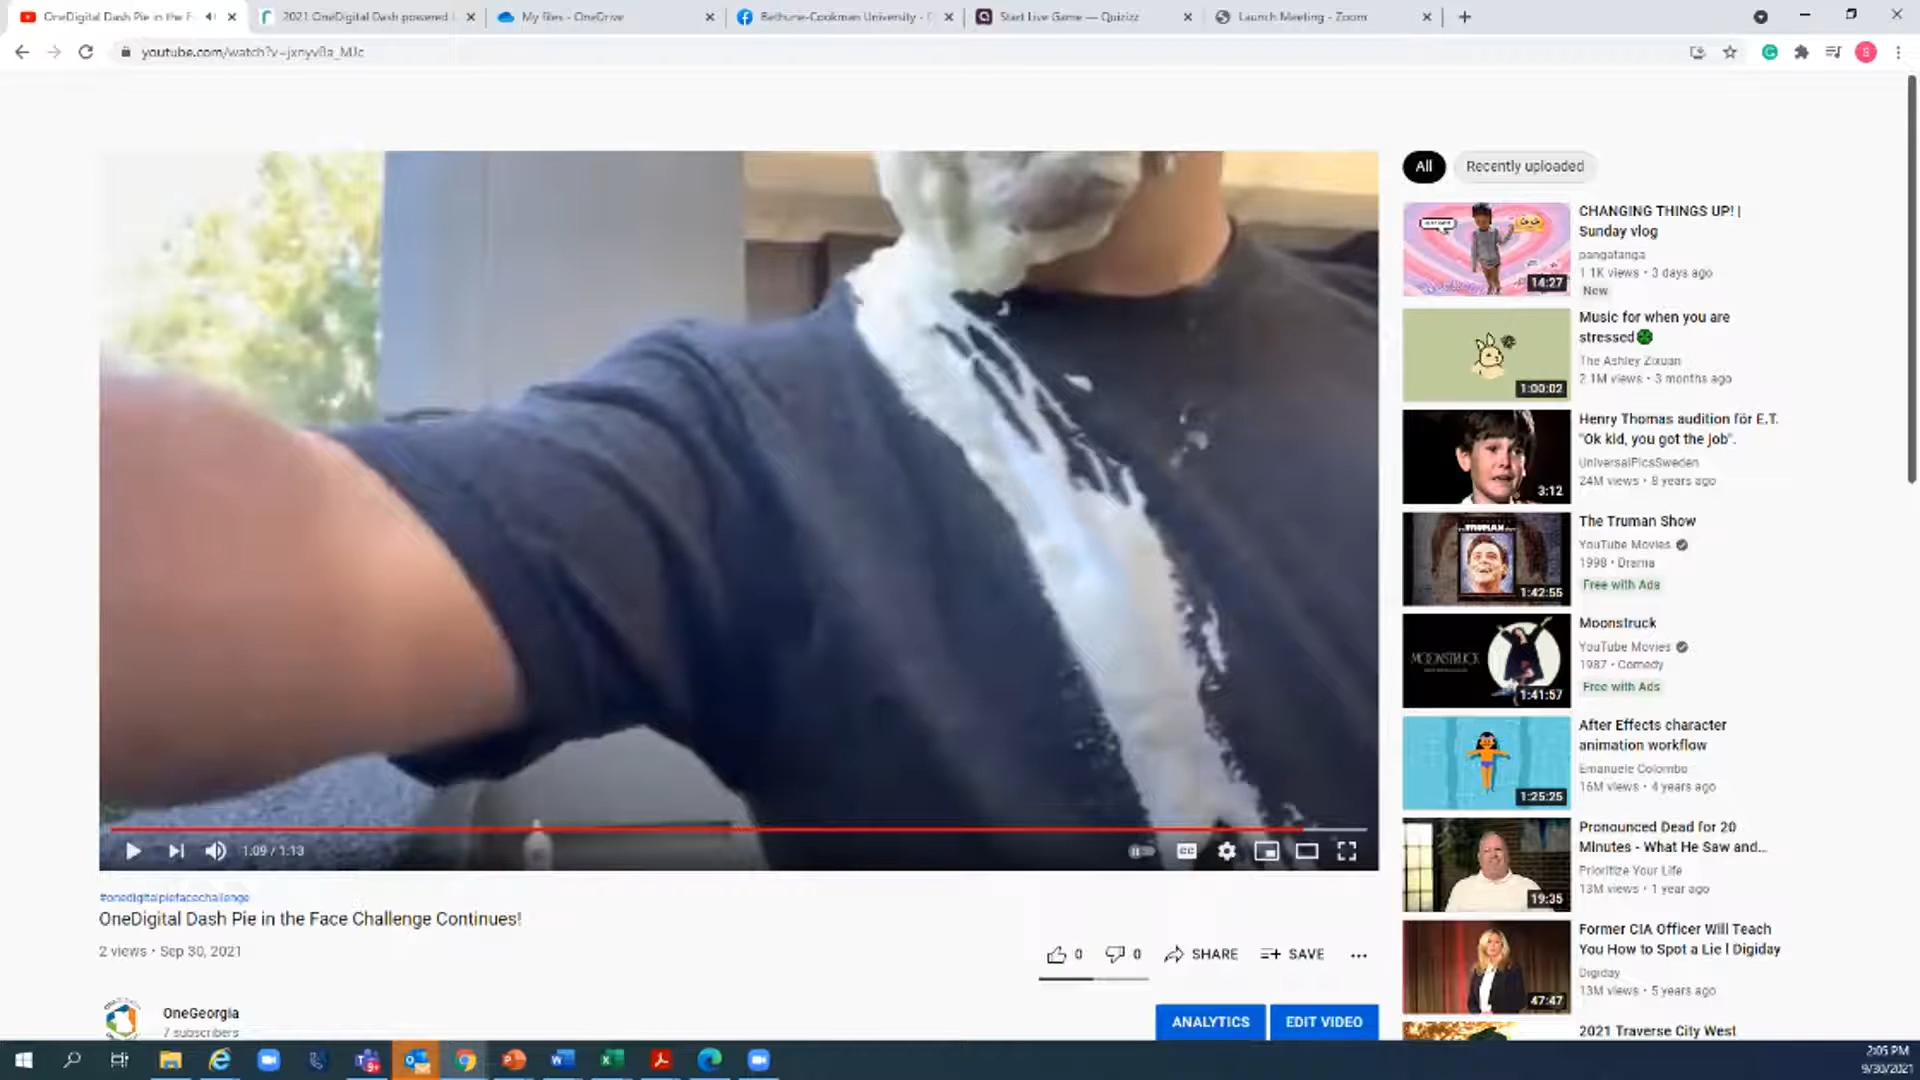 OneDigital Dash Pie in the F
2021 OneDigital Dash powered
My files - OneDrive
Bethune-Cookman University -
Start Live Game — Quizizz
Launch Meeting - Zoom
All
Recently uploaded
CHANGING THINGS UP! |
Sunday vlog
pangatanga
1.1K views • 3 days ago
New
14:27
Music for when you are
stressed
The Ashley Zixuan
2.1M views • 3 months ago
1:00:02
Henry Thomas audition for E.T.
"Ok kid, you got the job".
UniversalPicsSweden
24M views • 8 years ago
3:12
The Truman Show
YouTube Movies
1998 • Drama
Free with Ads
1:42:55
Moonstruck
YouTube Movies
1987 • Comedy
Free with Ads
MOONSTRUCK
1:41:57
After Effects character
animation workflow
Emanuele Colombo
16M views • 4 years ago
1:25:25
Pronounced Dead for 20
Minutes - What He Saw and...
Prioritize Your Life
13M views • 1 year ago
19:35
Former CIA Officer Will Teach
You How to Spot a Lie l Digiday
Digiday
13M views • 5 years ago
47:47
2021 Traverse City West
1:09 / 1:13
CC
#onedigitalpiefacechallenge
OneDigital Dash Pie in the Face Challenge Continues!
2 views • Sep 30, 2021
0
0
SHARE
SAVE
OneGeorgia
7 subscribers
ANALYTICS
EDIT VIDEO
2:05 PM
9/30/2021